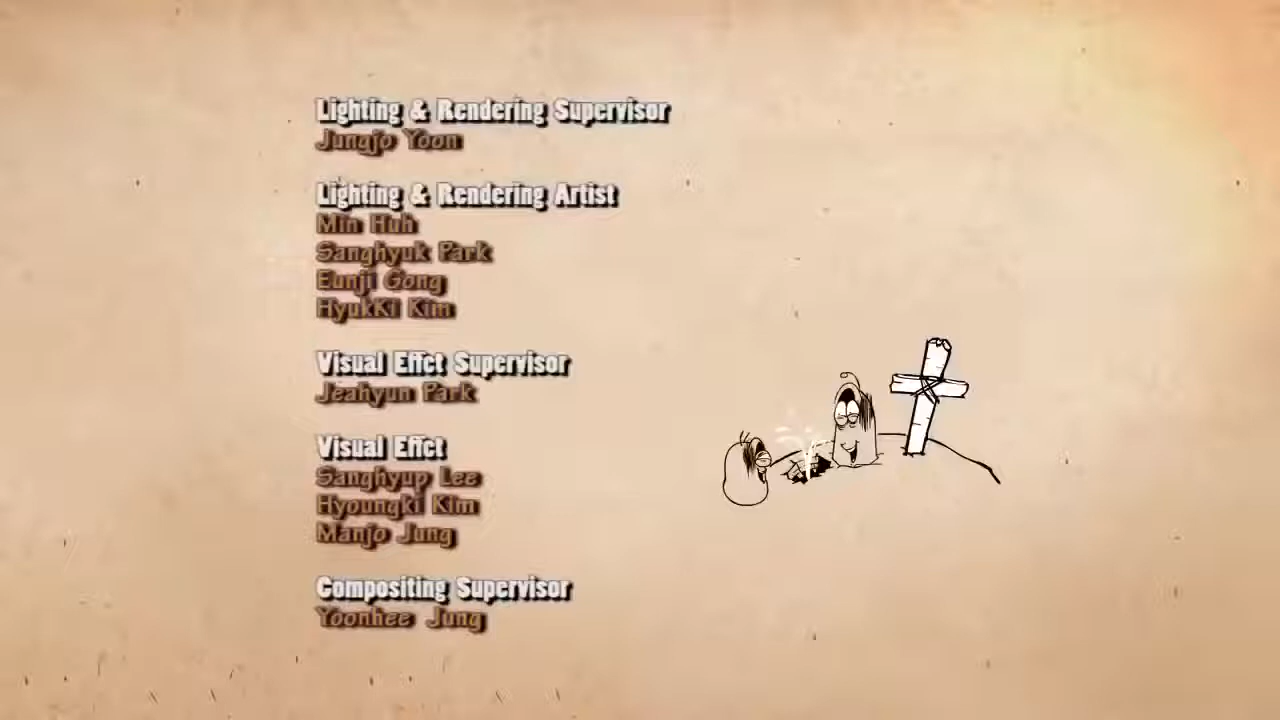 Lighting & Rendering Supervisor
Jungjo Yoon
Lighting & Rendering Artist
Min Huh
Sanghyuk Park
Eunji Gong
HyukKi Kim
Visual Effct Supervisor
Jeahyun Park
Visual Effct
Sanghyup Lee
Hyoungki Kim
Manjo Jung
Compositing Supervisor
Yoonhee Jung